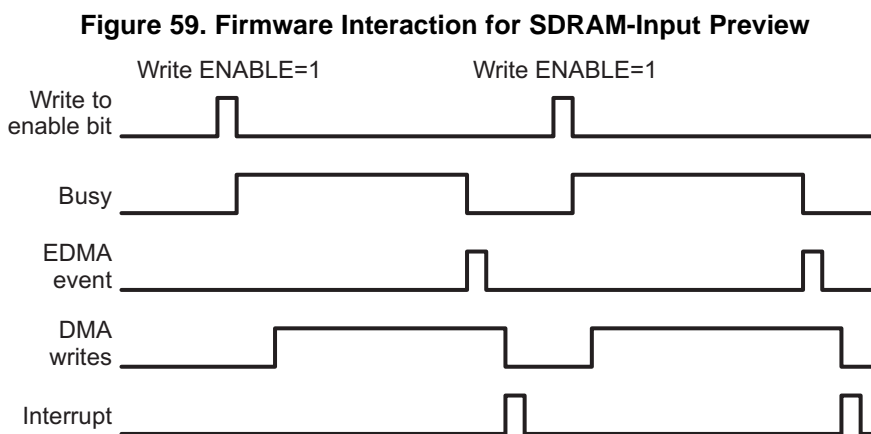 Figure 59. Firmware Interaction for SDRAM-Input Preview
Write ENABLE=1 Write ENABLE=1
Write to
enable bit
Busy
EDMA
event
DMA
writes
Interrupt